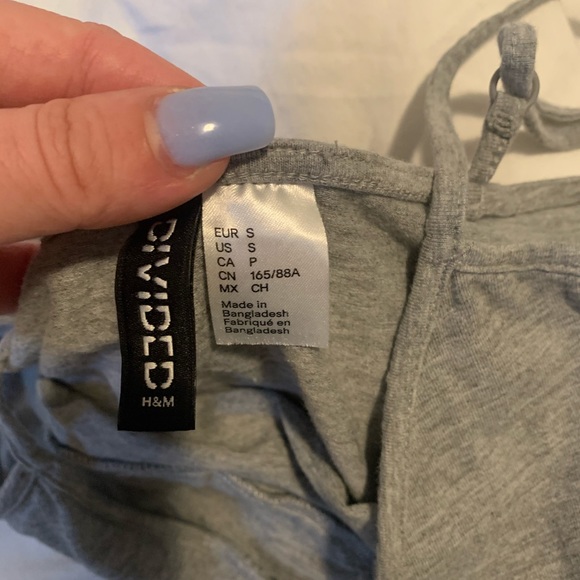 DIVIDED
H&M
EUR S
US S
CA P
CN 165/88A
MX CH
Made in
Bangladesh
Fabriqué en
Bangladesh